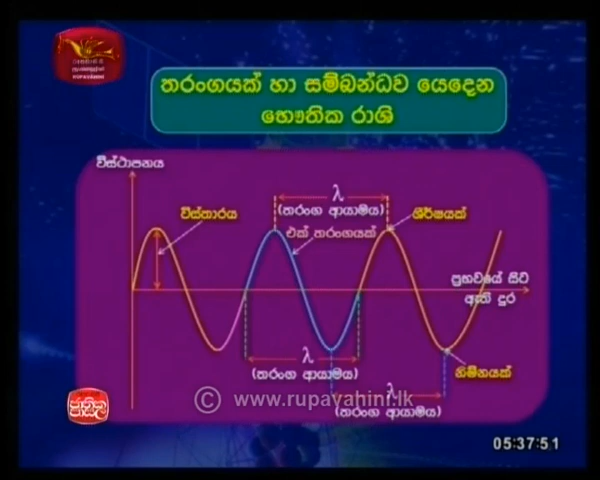 තරංගයක් හා සම්බන්ධව යෙදෙන
භෞතික රාශි
විස්ථාපනය
විස්තාරය
λ
(තරංග ආයාමය)
ශීර්ෂයක්
එක් තරංගයක්
ප්‍රභවයේ සිට
ඇති දුර
λ
(තරංග ආයාමය)
නිම්නයක්
λ
(තරංග ආයාමය)
© www.rupavahini.lk
ජාතික
පාසල
05:37:51